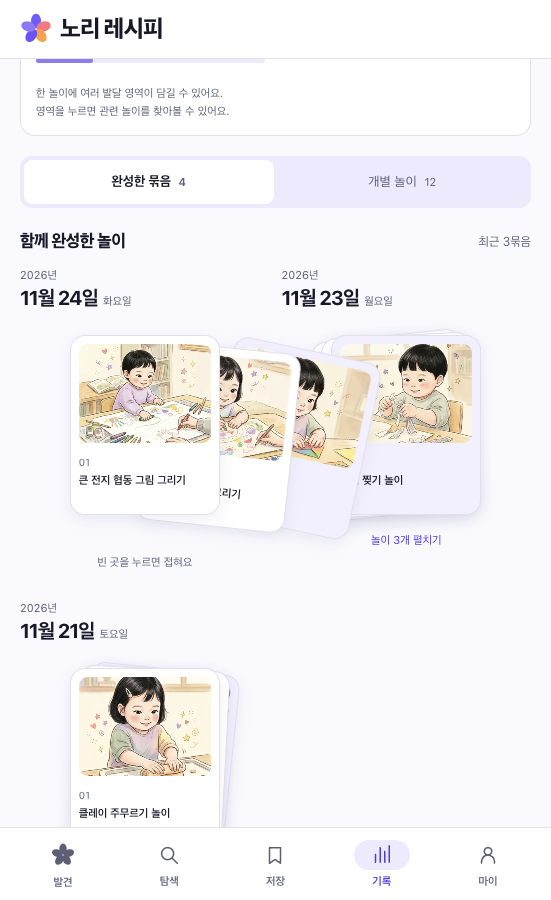 노리 레시피
한 놀이에 여러 발달 영역이 담길 수 있어요.
영역을 누르면 관련 놀이를 찾아볼 수 있어요.
완성한 묶음 4
개별 놀이 12
함께 완성한 놀이
최근 3묶음
2026년
11월 24일 화요일
2026년
11월 23일 월요일
01
큰 전지 협동 그림 그리기
리기
찢기 놀이
놀이 3개 펼치기
빈 곳을 누르면 접혀요
2026년
11월 21일 토요일
01
클레이 주무르기 놀이
발견
탐색
저장
기록
마이